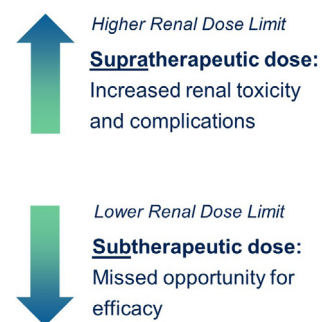 Higher Renal Dose Limit
Supratherapeutic dose:
Increased renal toxicity
and complications
Lower Renal Dose Limit
Subtherapeutic dose:
Missed opportunity for
efficacy